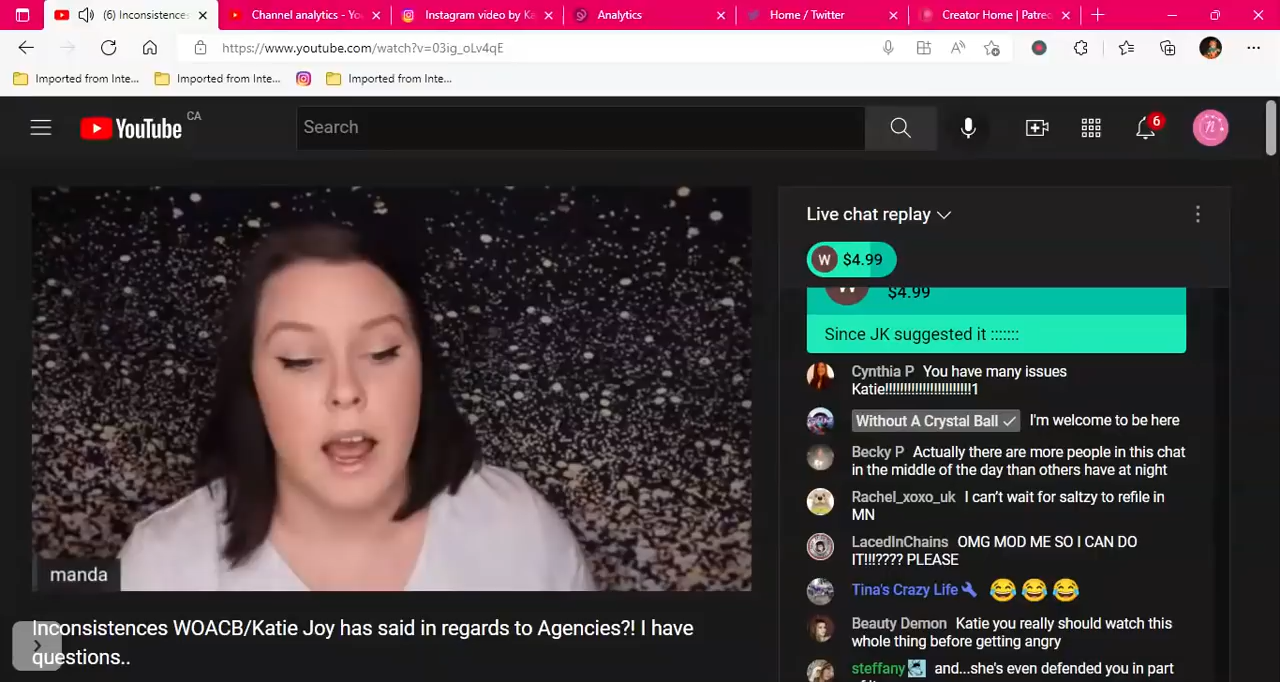 (6) Inconsistences
Channel analytics - Yo
Instagram video by Ka
Analytics
Home / Twitter
Creator Home | Patrec
https://www.youtube.com/watch?v=03ig_oLv4qE
Imported from Inte...
Imported from Inte...
Imported from Inte...
YouTube CA
Search
6
Live chat replay
W $4.99
W $4.99
Since JK suggested it :::::::
Cynthia P You have many issues
Katie!!!!!!!!!!!!!!!!!!!!!!1
Without A Crystal Ball I'm welcome to be here
Becky P Actually there are more people in this chat
in the middle of the day than others have at night
Rachel_xoxo_uk I can't wait for saltzy to refile in
MN
LacedInChains OMG MOD ME SO I CAN DO
IT!!!???? PLEASE
Tina's Crazy Life 😂😂😂
Beauty Demon Katie you really should watch this
whole thing before getting angry
steffany and...she's even defended you in part
manda
Inconsistences WOACB/Katie Joy has said in regards to Agencies?! I have
questions..